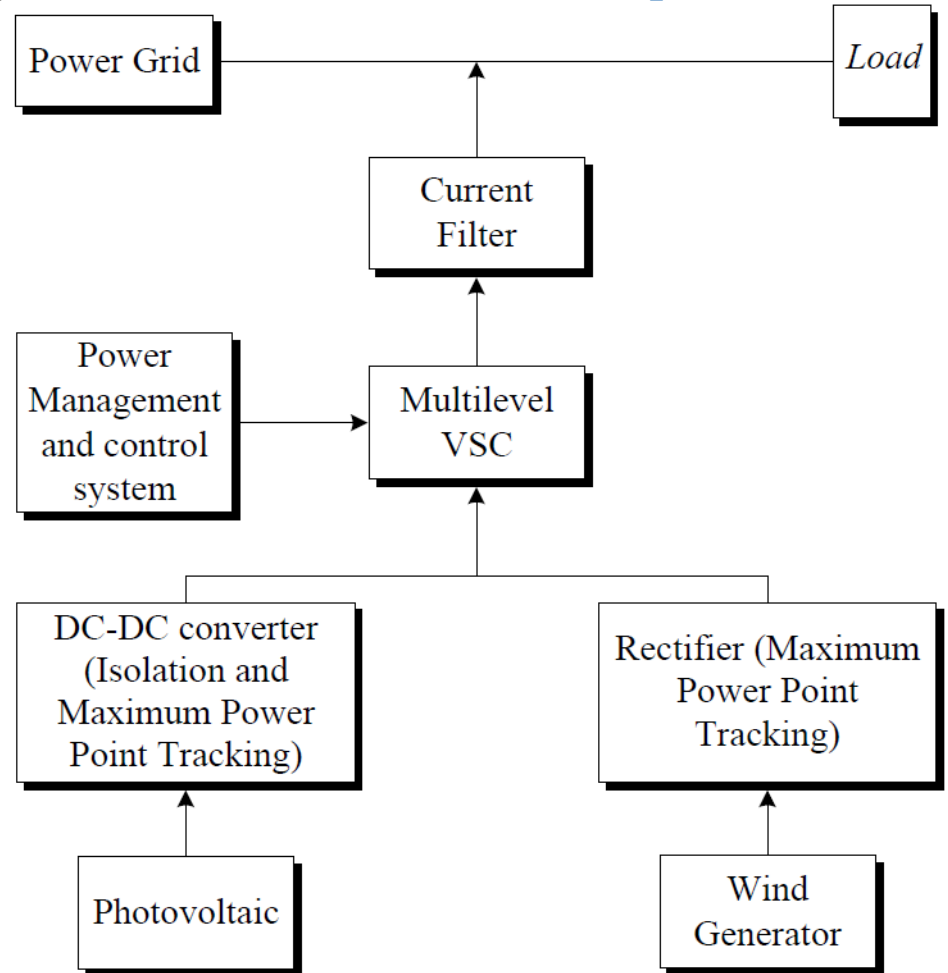 Power Grid
Load
Current
Filter
Power
Management
and control
system
Multilevel
VSC
DC-DC converter
(Isolation and
Maximum Power
Point Tracking)
Rectifier (Maximum
Power Point
Tracking)
Photovoltaic
Wind
Generator